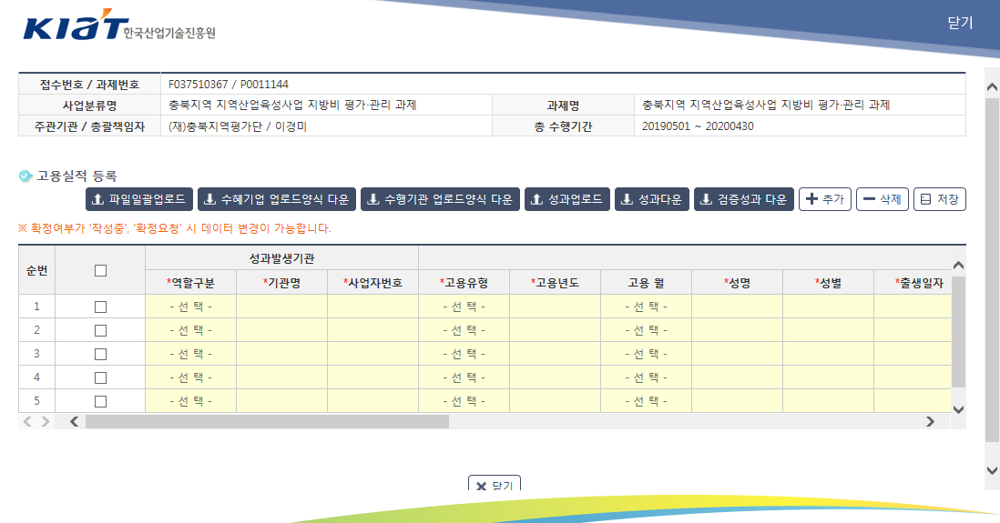 KIAT 한국산업기술진흥원
닫기
접수번호 / 과제번호 F037510367 / P0011144
사업분류명 충북지역 지역산업육성사업 지방비 평가·관리 과제 과제명 충북지역 지역산업육성사업 지방비 평가·관리 과제
주관기관 / 총괄책임자 (재)충북지역평가단 / 이경미 총 수행기간 20190501 ~ 20200430
고용실적 등록
파일일괄업로드 수혜기업 업로드양식 다운 수행기관 업로드양식 다운 성과업로드 성과다운 검증성과 다운 추가 삭제 저장
※ 확정여부가 '작성중', '확정요청' 시 데이터 변경이 가능합니다.
순번 성과발생기관
*역할구분 *기관명 *사업자번호 *고용유형 *고용년도 고용 월 *성명 *성별 *출생일자
1 - 선 택 - - 선 택 - - 선 택 -
2 - 선 택 - - 선 택 - - 선 택 -
3 - 선 택 - - 선 택 - - 선 택 -
4 - 선 택 - - 선 택 - - 선 택 -
5 - 선 택 - - 선 택 - - 선 택 -
닫기